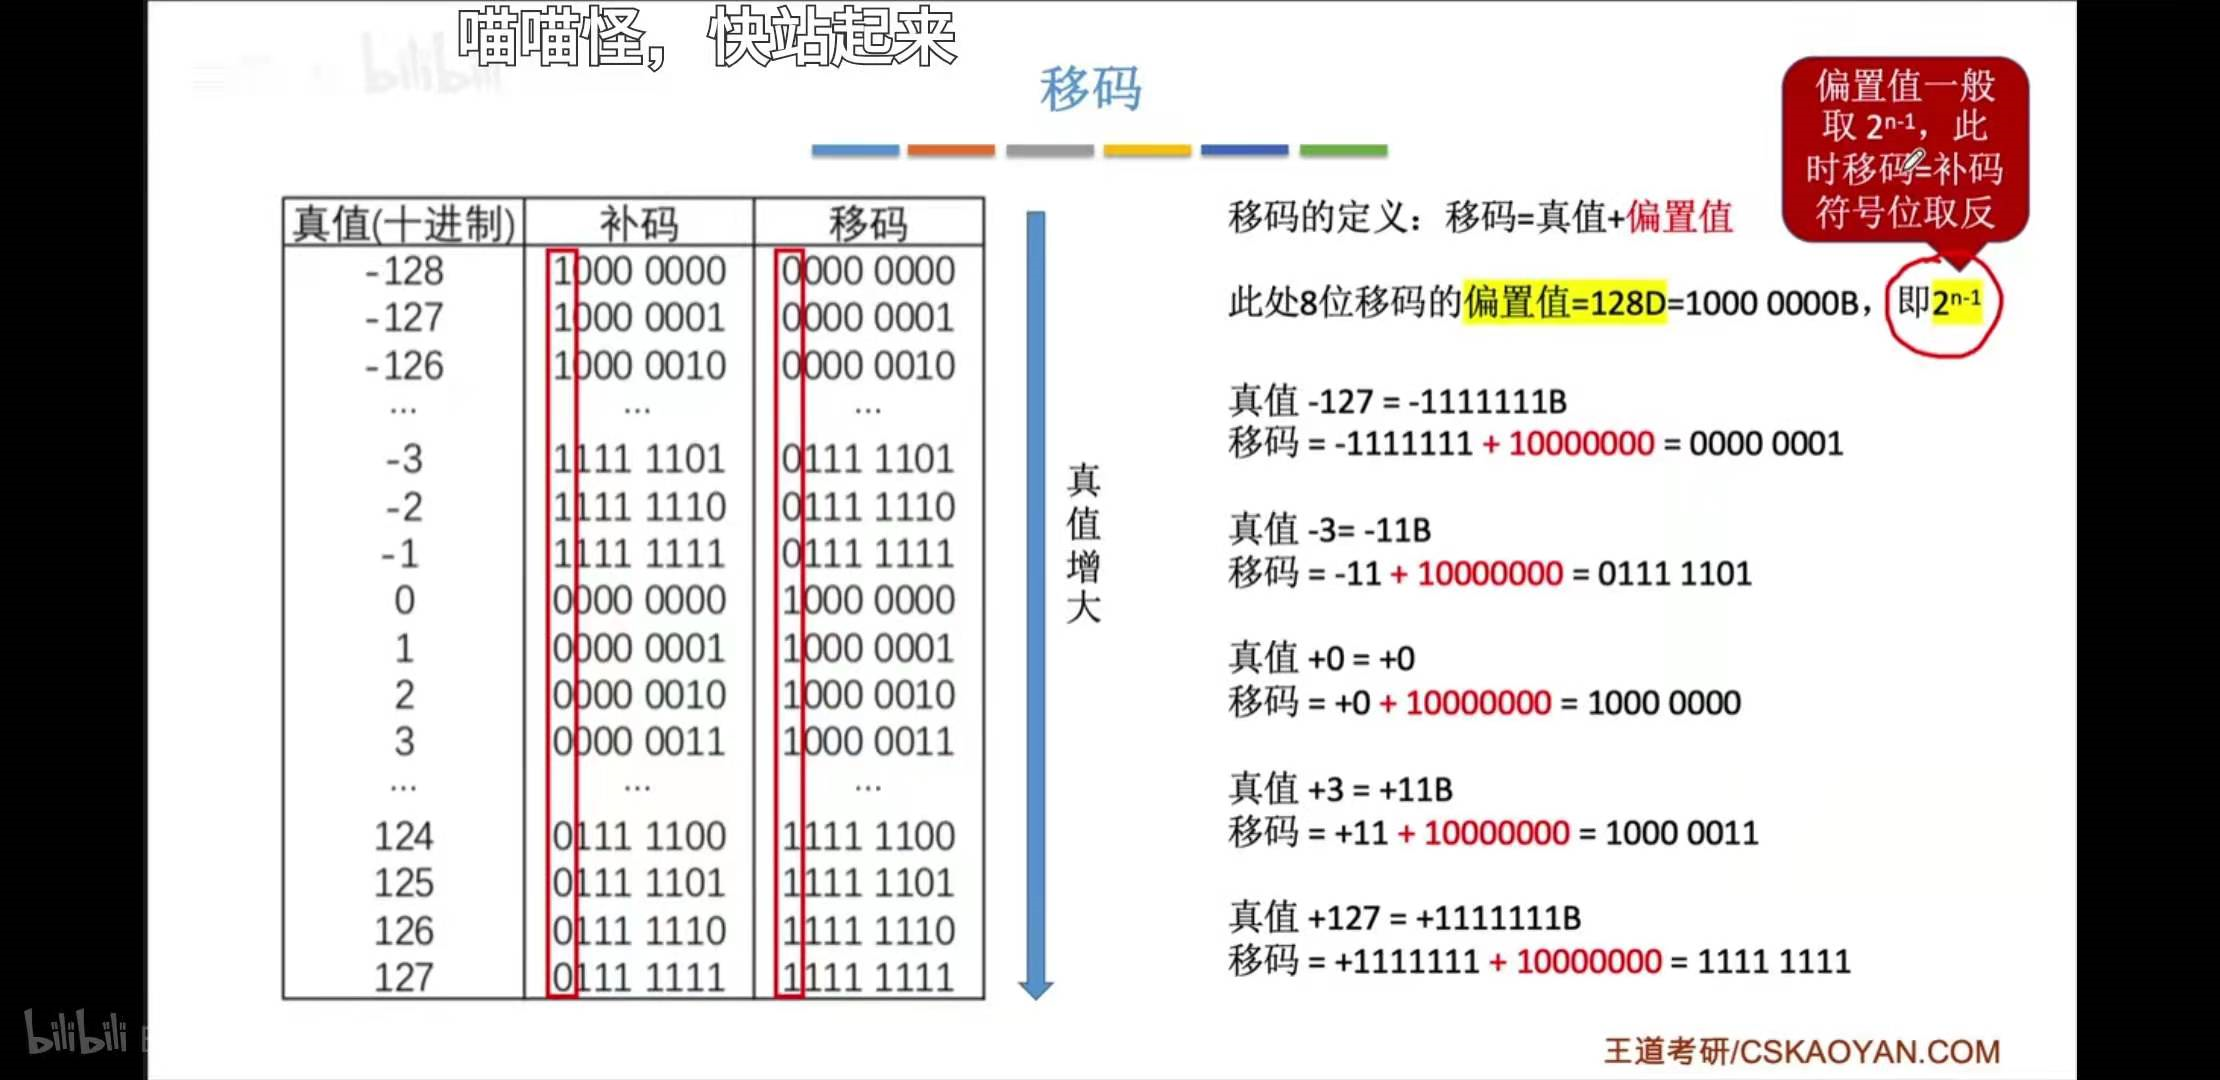 喵喵怪，快站起来
bilibili
移码
偏置值一般
取 2ⁿ⁻¹，此
时移码=补码
符号位取反
真值(十进制) 补码 移码
-128 1000 0000 0000 0000
-127 1000 0001 0000 0001
-126 1000 0010 0000 0010
... ... ...
-3 1111 1101 0111 1101
-2 1111 1110 0111 1110
-1 1111 1111 0111 1111
0 0000 0000 1000 0000
1 0000 0001 1000 0001
2 0000 0010 1000 0010
3 0000 0011 1000 0011
... ... ...
124 0111 1100 1111 1100
125 0111 1101 1111 1101
126 0111 1110 1111 1110
127 0111 1111 1111 1111
真值增大
移码的定义：移码=真值+偏置值
此处8位移码的偏置值=128D=1000 0000B，即2ⁿ⁻¹
真值 -127 = -1111111B
移码 = -1111111 + 10000000 = 0000 0001
真值 -3= -11B
移码 = -11 + 10000000 = 0111 1101
真值 +0 = +0
移码 = +0 + 10000000 = 1000 0000
真值 +3 = +11B
移码 = +11 + 10000000 = 1000 0011
真值 +127 = +1111111B
移码 = +1111111 + 10000000 = 1111 1111
bilibili
王道考研/CSKAOYAN.COM